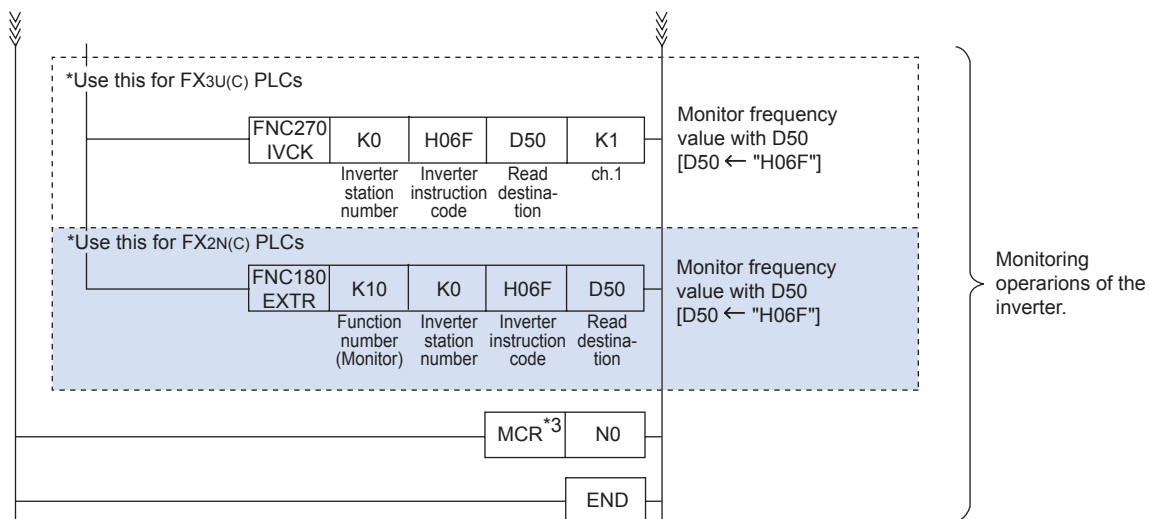 *Use this for FX3U(C) PLCs
FNC270
IVCK
K0
H06F
D50
K1
Inverter
station
number
Inverter
instruction
code
Read
destina-
tion
ch.1
Monitor frequency
value with D50
[D50 ← "H06F"]
*Use this for FX2N(C) PLCs
FNC180
EXTR
K10
K0
H06F
D50
Function
number
(Monitor)
Inverter
station
number
Inverter
instruction
code
Read
destina-
tion
Monitor frequency
value with D50
[D50 ← "H06F"]
Monitoring
operarions of the
inverter.
MCR*3
N0
END